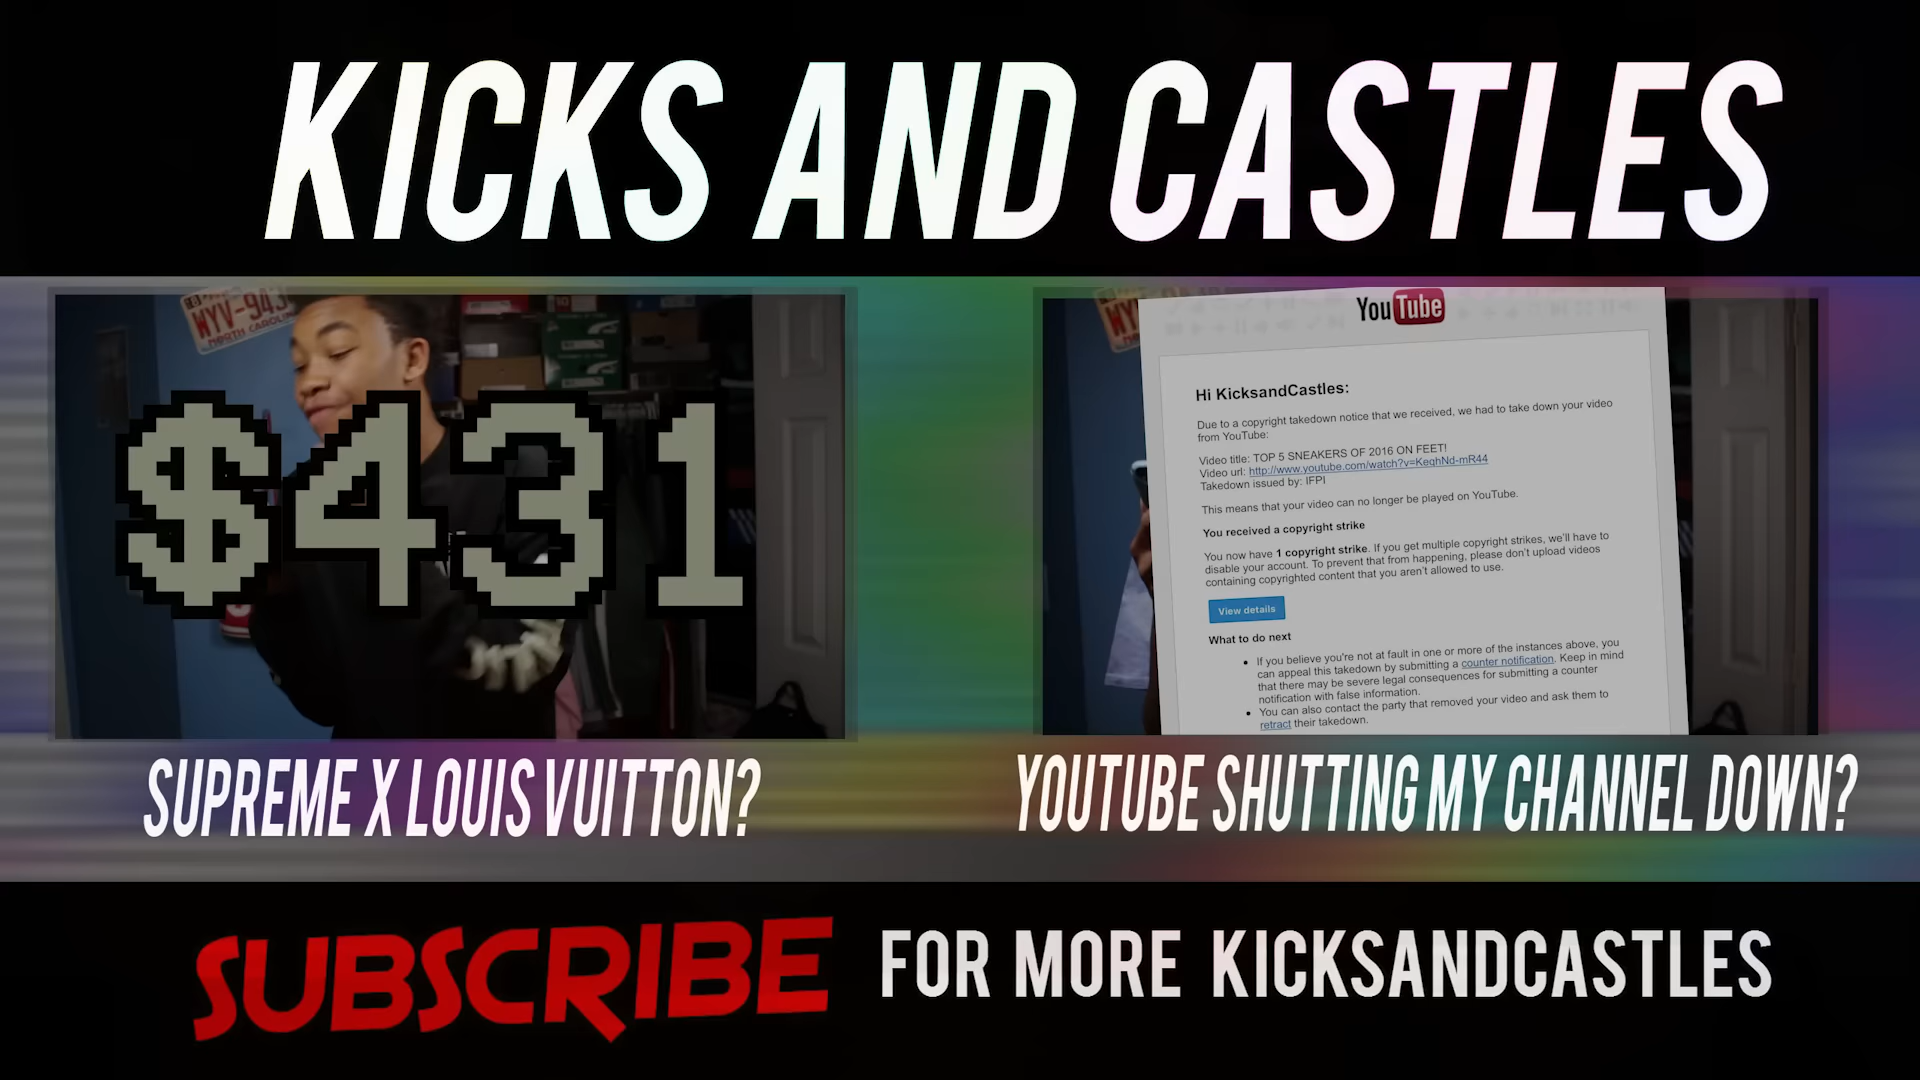 KICKS AND CASTLES
WYV-943
NORTH CAROLINA
$431
YouTube
Hi KicksandCastles:
Due to a copyright takedown notice that we received, we had to take down your video
from YouTube:
Video title: TOP 5 SNEAKERS OF 2016 ON FEET!
Video url: http://www.youtube.com/watch?v=KeqhNd-mR44
Takedown issued by: IFPI
This means that your video can no longer be played on YouTube.
You received a copyright strike
You now have 1 copyright strike. If you get multiple copyright strikes, we'll have to
disable your account. To prevent that from happening, please don't upload videos
containing copyrighted content that you aren't allowed to use.
View details
What to do next
• If you believe you're not at fault in one or more of the instances above, you
can appeal this takedown by submitting a counter notification. Keep in mind
that there may be severe legal consequences for submitting a counter
notification with false information.
• You can also contact the party that removed your video and ask them to
retract their takedown.
SUPREME X LOUIS VUITTON?
YOUTUBE SHUTTING MY CHANNEL DOWN?
SUBSCRIBE FOR MORE KICKSANDCASTLES